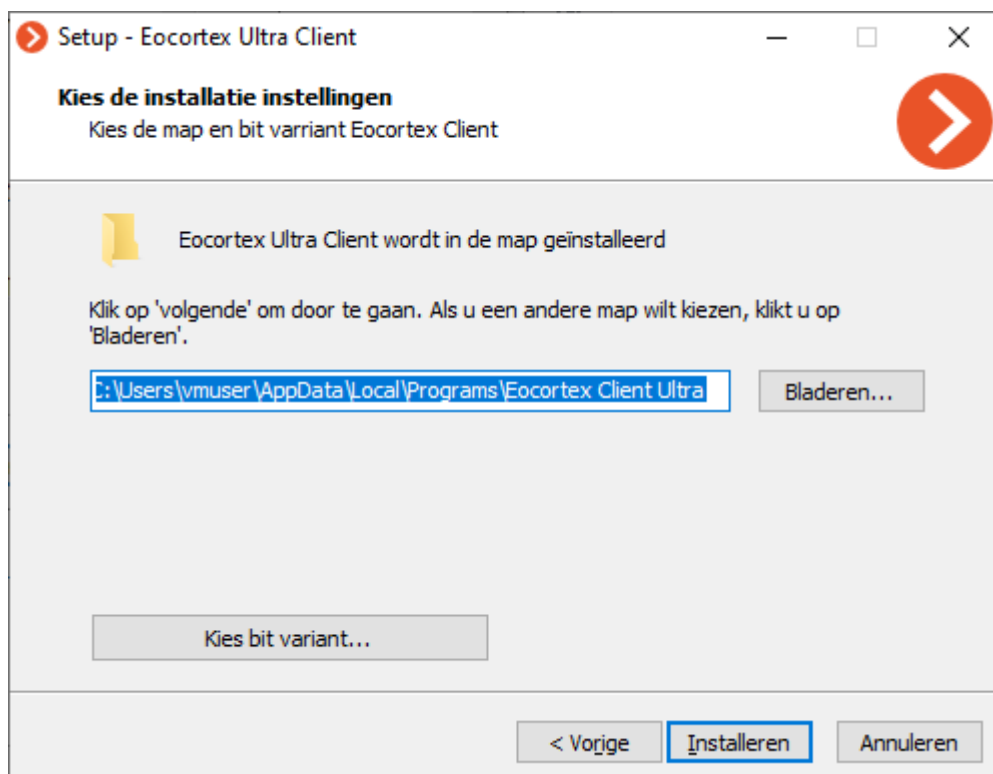 Setup - Eocortex Ultra Client
Kies de installatie instellingen
Kies de map en bit varriant Eocortex Client
Eocortex Ultra Client wordt in de map geïnstalleerd
Klik op 'volgende' om door te gaan. Als u een andere map wilt kiezen, klikt u op
'Bladeren'.
C:\Users\vmuser\AppData\Local\Programs\Eocortex Client Ultra
Bladeren...
Kies bit variant...
< Vorige
Installeren
Annuleren